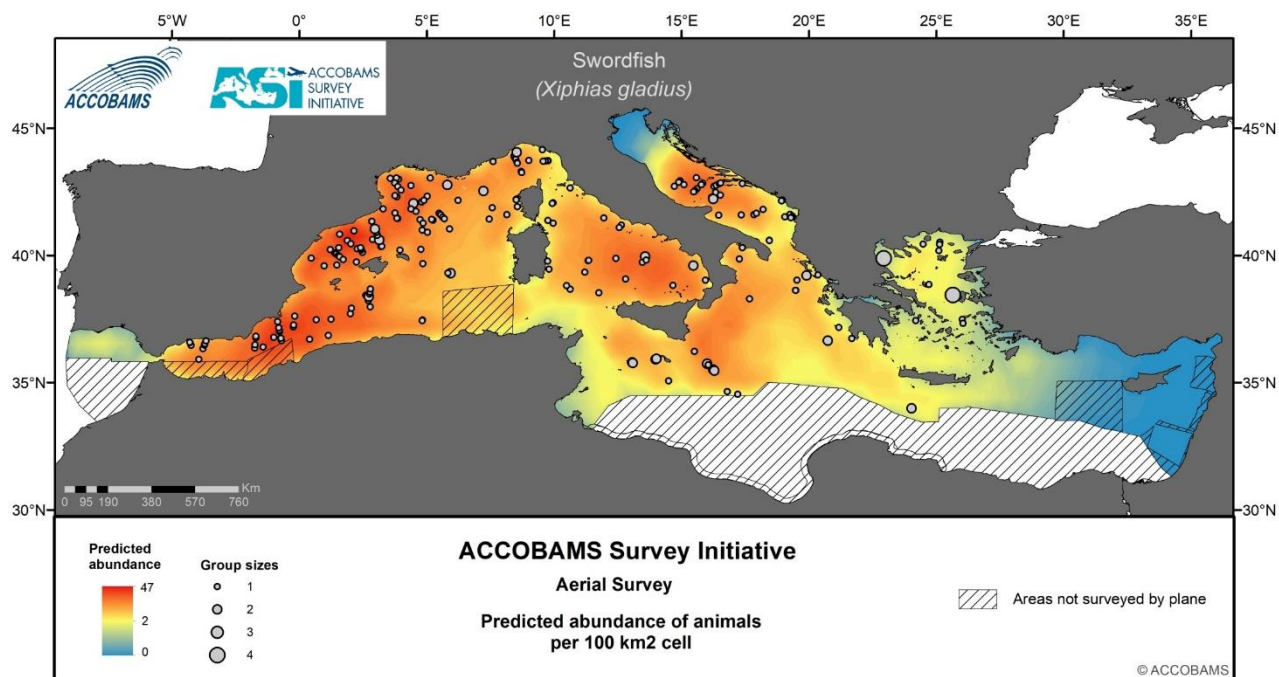 5°W 0° 5°E 10°E 15°E 20°E 25°E 30°E 35°E
ACCOBAMS
ASI
ACCOBAMS
SURVEY
INITIATIVE
Swordfish
(Xiphias gladius)
45°N 45°N
40°N 40°N
35°N 35°N
30°N 30°N
Km
0 95 190 380 570 760
Predicted
abundance
47
2
0
Group sizes
1
2
3
4
ACCOBAMS Survey Initiative
Aerial Survey
Predicted abundance of animals
per 100 km2 cell
Areas not surveyed by plane
© ACCOBAMS